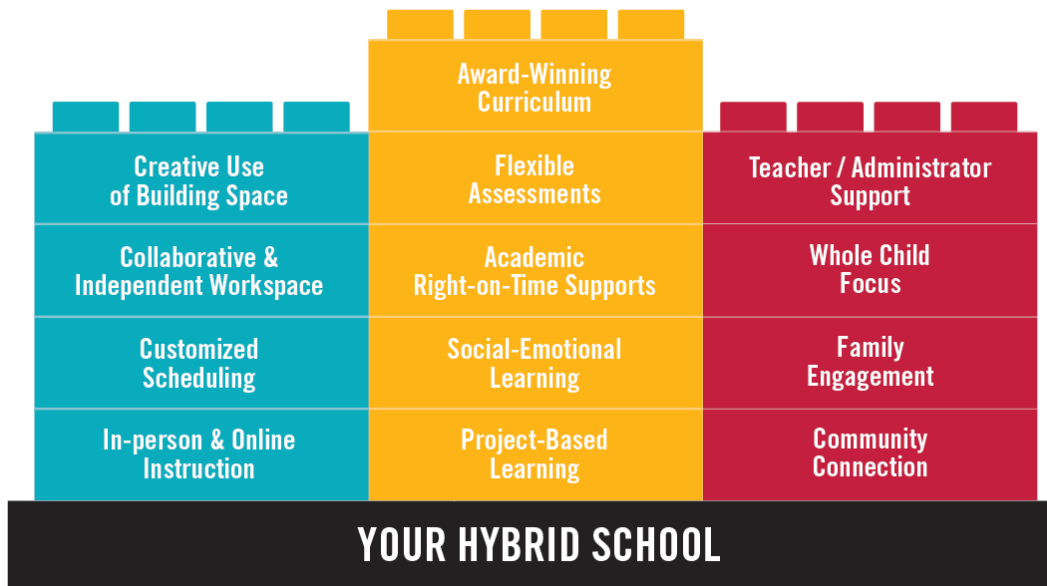 Award-Winning
Curriculum
Creative Use
of Building Space
Flexible
Assessments
Teacher / Administrator
Support
Collaborative &
Independent Workspace
Academic
Right-on-Time Supports
Whole Child
Focus
Customized
Scheduling
Social-Emotional
Learning
Family
Engagement
In-person & Online
Instruction
Project-Based
Learning
Community
Connection
YOUR HYBRID SCHOOL